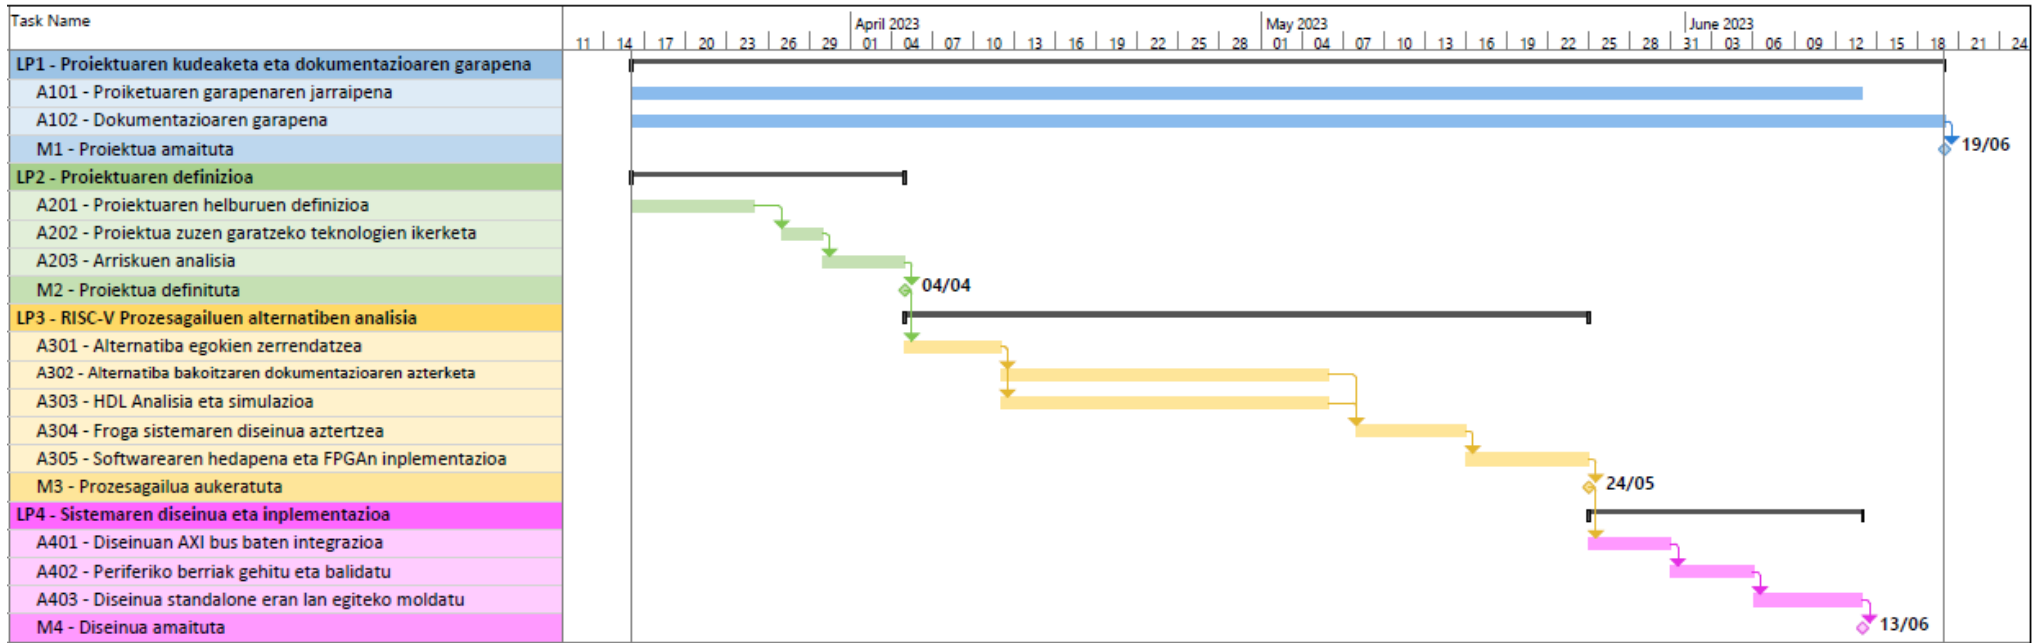 Task Name
April 2023 May 2023 June 2023
11 14 17 20 23 26 29 01 04 07 10 13 16 19 22 25 28 01 04 07 10 13 16 19 22 25 28 31 03 06 09 12 15 18 21 24
LP1 - Proiektuaren kudeaketa eta dokumentazioaren garapena
A101 - Proiketuaren garapenaren jarraipena
A102 - Dokumentazioaren garapena
M1 - Proiektua amaituta 19/06
LP2 - Proiektuaren definizioa
A201 - Proiektuaren helburuen definizioa
A202 - Proiektua zuzen garatzeko teknologien ikerketa
A203 - Arriskuen analisia
M2 - Proiektua definituta 04/04
LP3 - RISC-V Prozesagailuen alternatiben analisia
A301 - Alternatiba egokien zerrendatzea
A302 - Alternatiba bakoitzaren dokumentazioaren azterketa
A303 - HDL Analisia eta simulazioa
A304 - Froga sistemaren diseinua aztertzea
A305 - Softwarearen hedapena eta FPGAn inplementazioa
M3 - Prozesagailua aukeratuta 24/05
LP4 - Sistemaren diseinua eta inplementazioa
A401 - Diseinuan AXI bus baten integrazioa
A402 - Periferiko berriak gehitu eta balidatu
A403 - Diseinua standalone eran lan egiteko moldatu
M4 - Diseinua amaituta 13/06